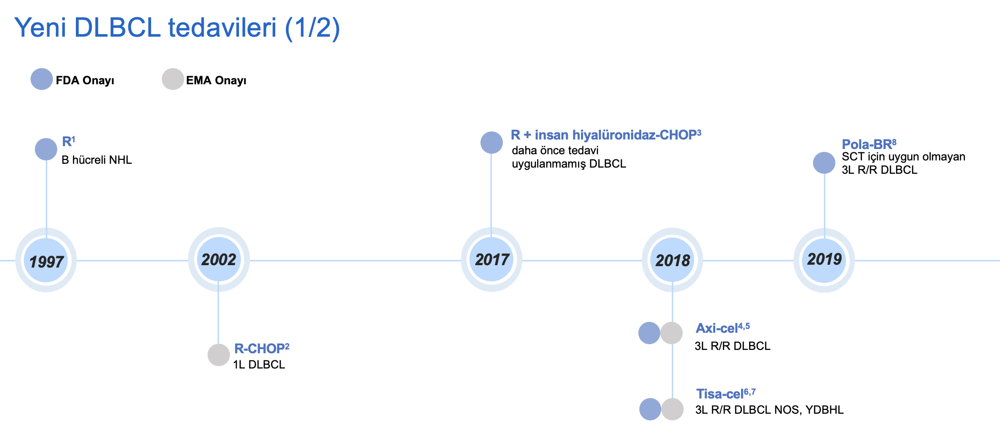 Yeni DLBCL tedavileri (1/2)
FDA Onayı
EMA Onayı
R¹
B hücreli NHL
R + insan hiyalüronidaz-CHOP³
daha önce tedavi
uygulanmamış DLBCL
Pola-BR⁸
SCT için uygun olmayan
3L R/R DLBCL
1997
2002
2017
2018
2019
R-CHOP²
1L DLBCL
Axi-cel⁴,⁵
3L R/R DLBCL
Tisa-cel⁶,⁷
3L R/R DLBCL NOS, YDBHL